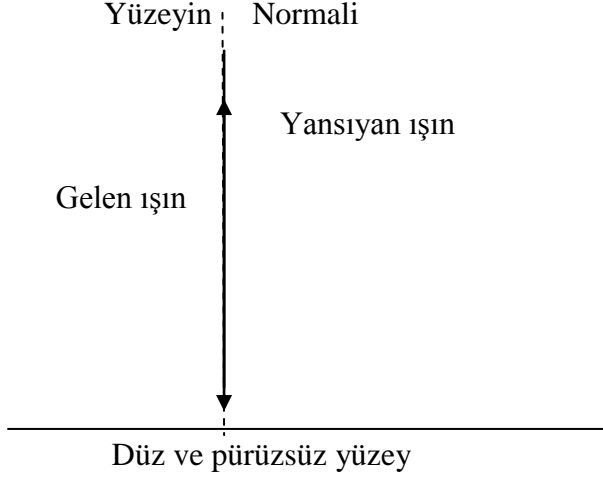 Yüzeyin Normali
Yansıyan ışın
Gelen ışın
Düz ve pürüzsüz yüzey